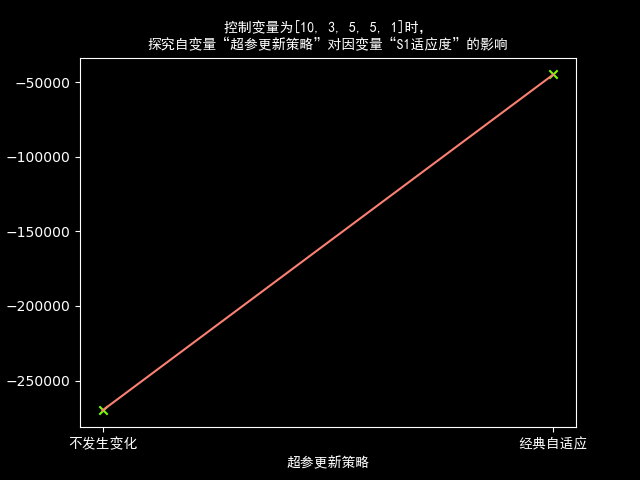 控制变量为[10, 3, 5, 5, 1]时,
探究自变量“超参更新策略”对因变量“S1适应度”的影响
−50000
−100000
−150000
−200000
−250000
不发生变化 经典自适应
超参更新策略